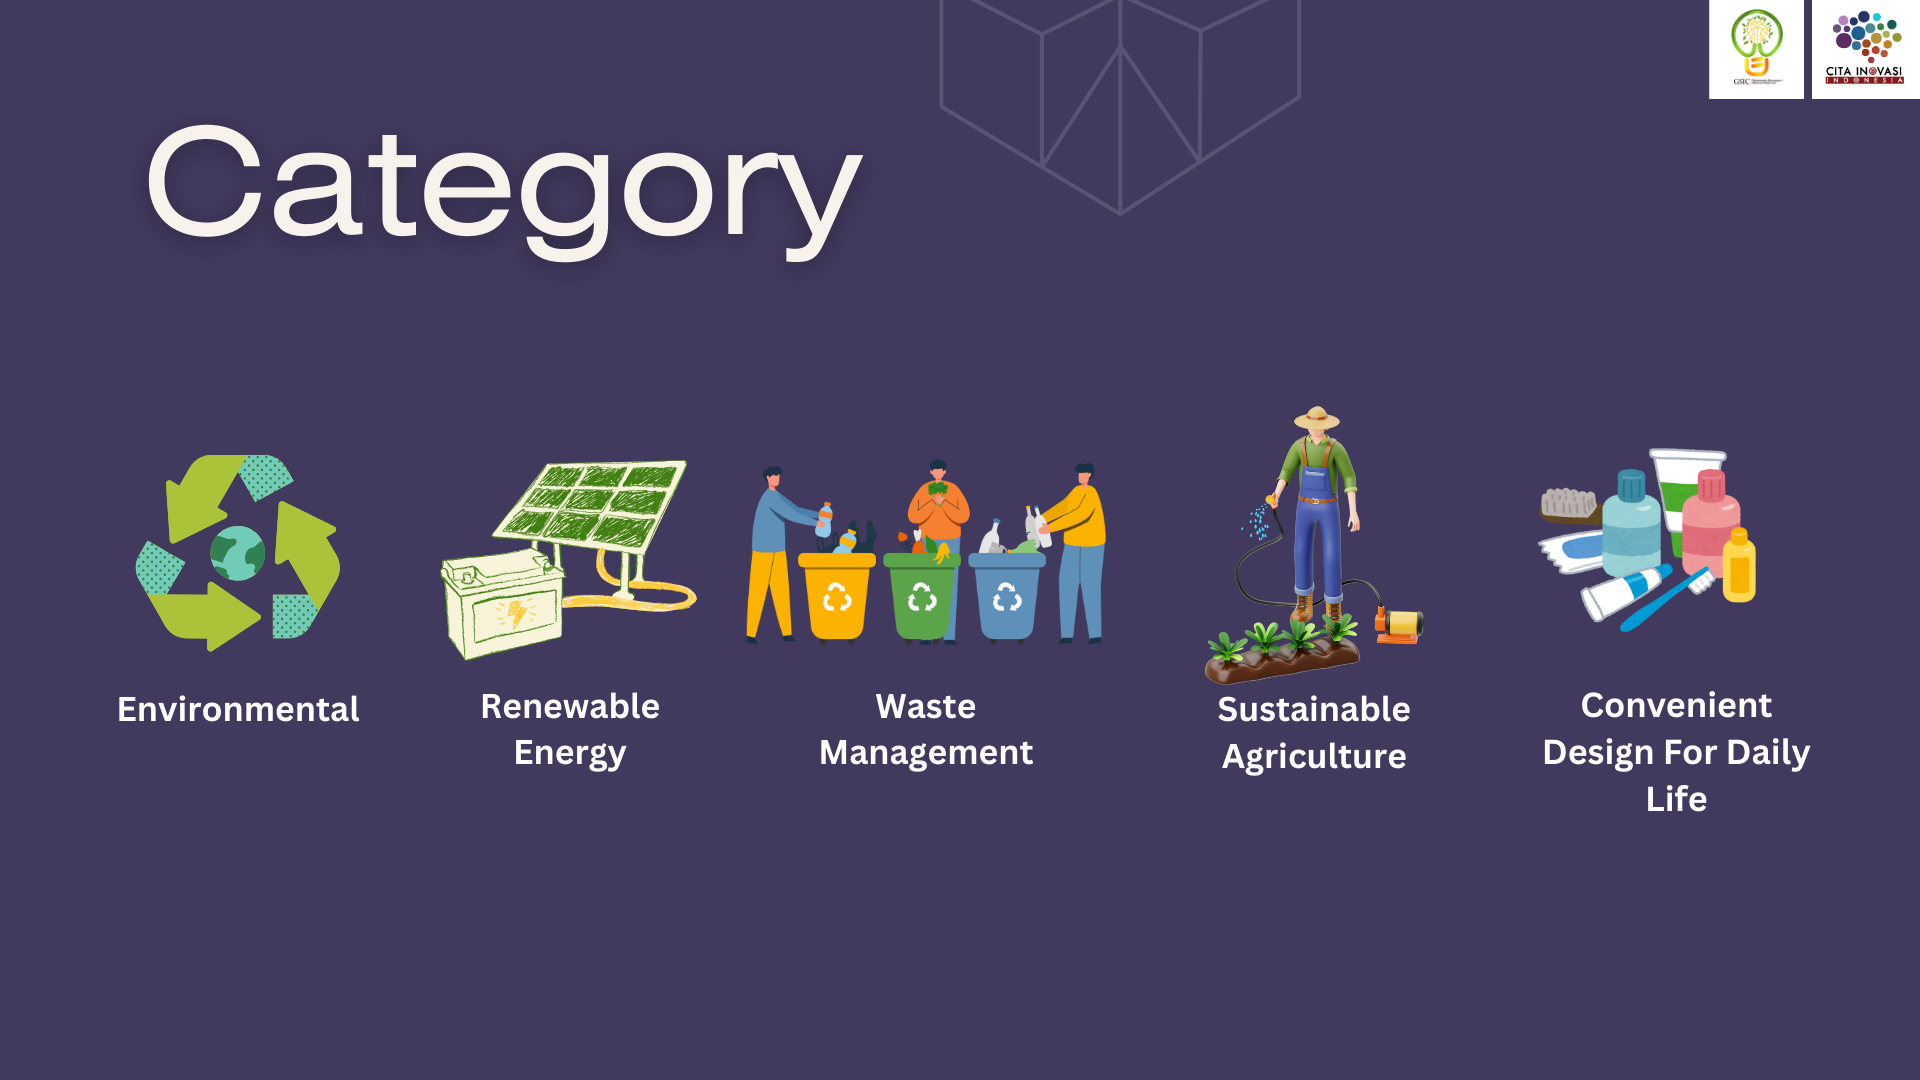 GSIC
CITA INOVASI
INDONESIA
Category
Environmental
Renewable
Energy
Waste
Management
Sustainable
Agriculture
Convenient
Design For Daily
Life